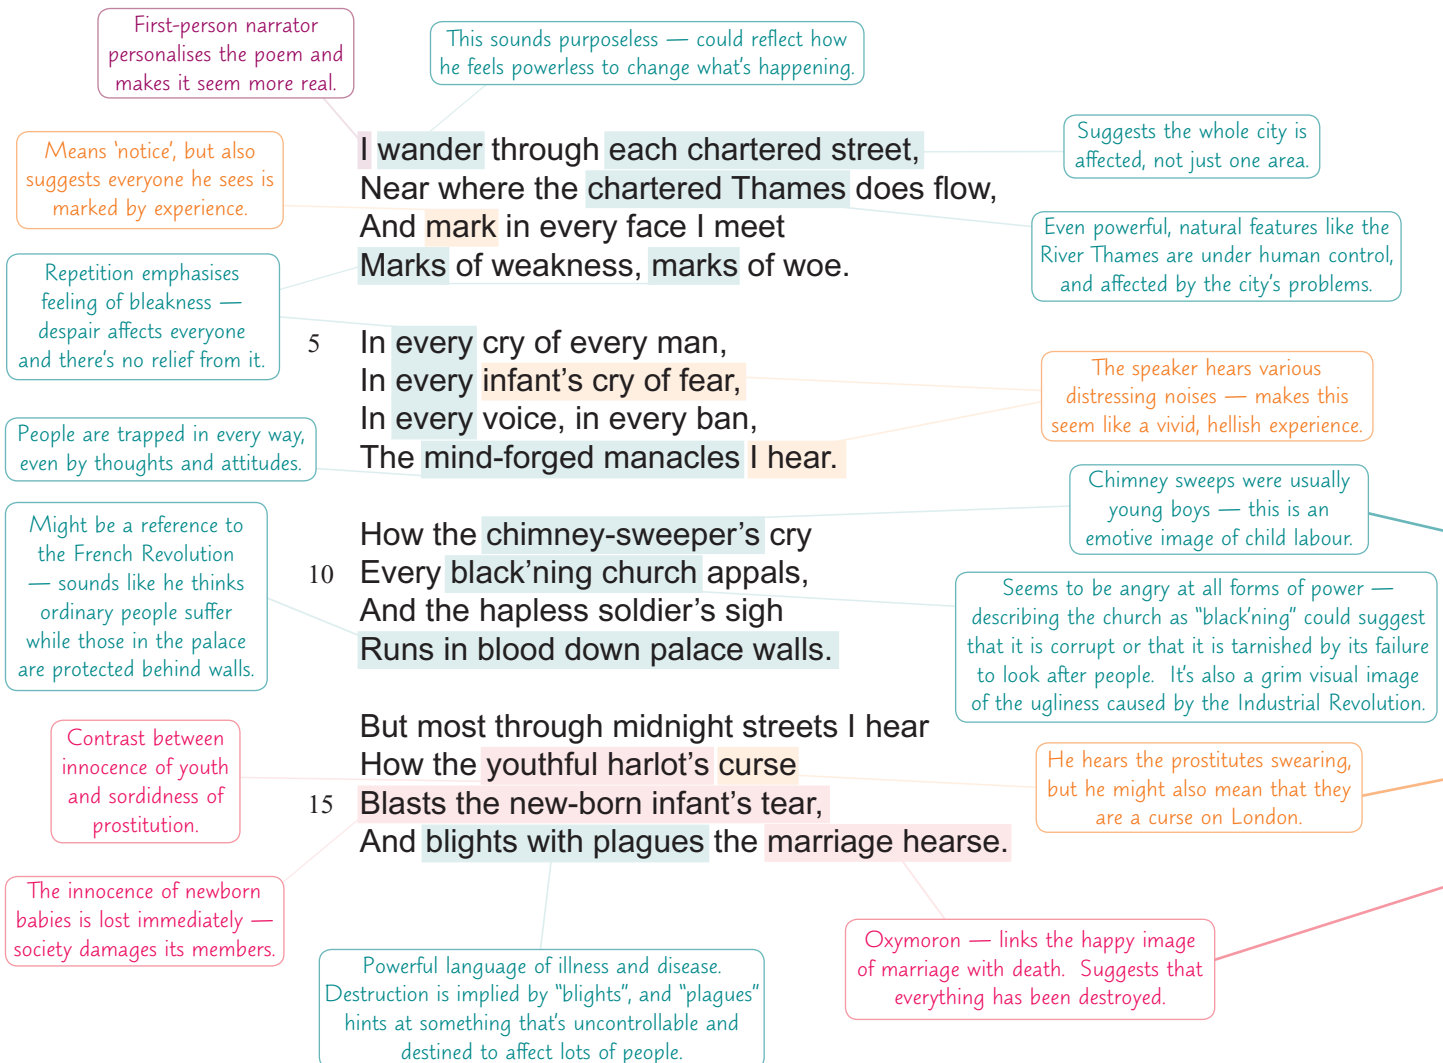 First-person narrator
personalises the poem and
makes it seem more real.
This sounds purposeless — could reflect how
he feels powerless to change what's happening.
Means 'notice', but also
suggests everyone he sees is
marked by experience.
Suggests the whole city is
affected, not just one area.
Repetition emphasises
feeling of bleakness —
despair affects everyone
and there's no relief from it.
Even powerful, natural features like the
River Thames are under human control,
and affected by the city's problems.
I wander through each chartered street,
Near where the chartered Thames does flow,
And mark in every face I meet
Marks of weakness, marks of woe.
5 In every cry of every man,
In every infant's cry of fear,
In every voice, in every ban,
The mind-forged manacles I hear.
The speaker hears various
distressing noises — makes this
seem like a vivid, hellish experience.
People are trapped in every way,
even by thoughts and attitudes.
Chimney sweeps were usually
young boys — this is an
emotive image of child labour.
Might be a reference to
the French Revolution
— sounds like he thinks
ordinary people suffer
while those in the palace
are protected behind walls.
How the chimney-sweeper's cry
10 Every black'ning church appals,
And the hapless soldier's sigh
Runs in blood down palace walls.
Seems to be angry at all forms of power —
describing the church as "black'ning" could suggest
that it is corrupt or that it is tarnished by its failure
to look after people. It's also a grim visual image
of the ugliness caused by the Industrial Revolution.
Contrast between
innocence of youth
and sordidness of
prostitution.
But most through midnight streets I hear
How the youthful harlot's curse
15 Blasts the new-born infant's tear,
And blights with plagues the marriage hearse.
He hears the prostitutes swearing,
but he might also mean that they
are a curse on London.
The innocence of newborn
babies is lost immediately —
society damages its members.
Powerful language of illness and disease.
Destruction is implied by "blights", and "plagues"
hints at something that's uncontrollable and
destined to affect lots of people.
Oxymoron — links the happy image
of marriage with death. Suggests that
everything has been destroyed.